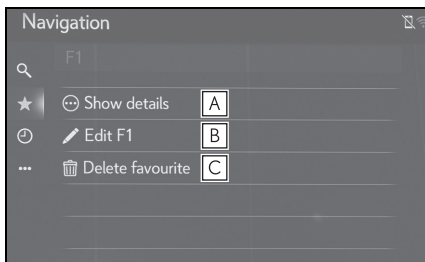 Navigation
F1
Show details A
Edit F1 B
Delete favourite C